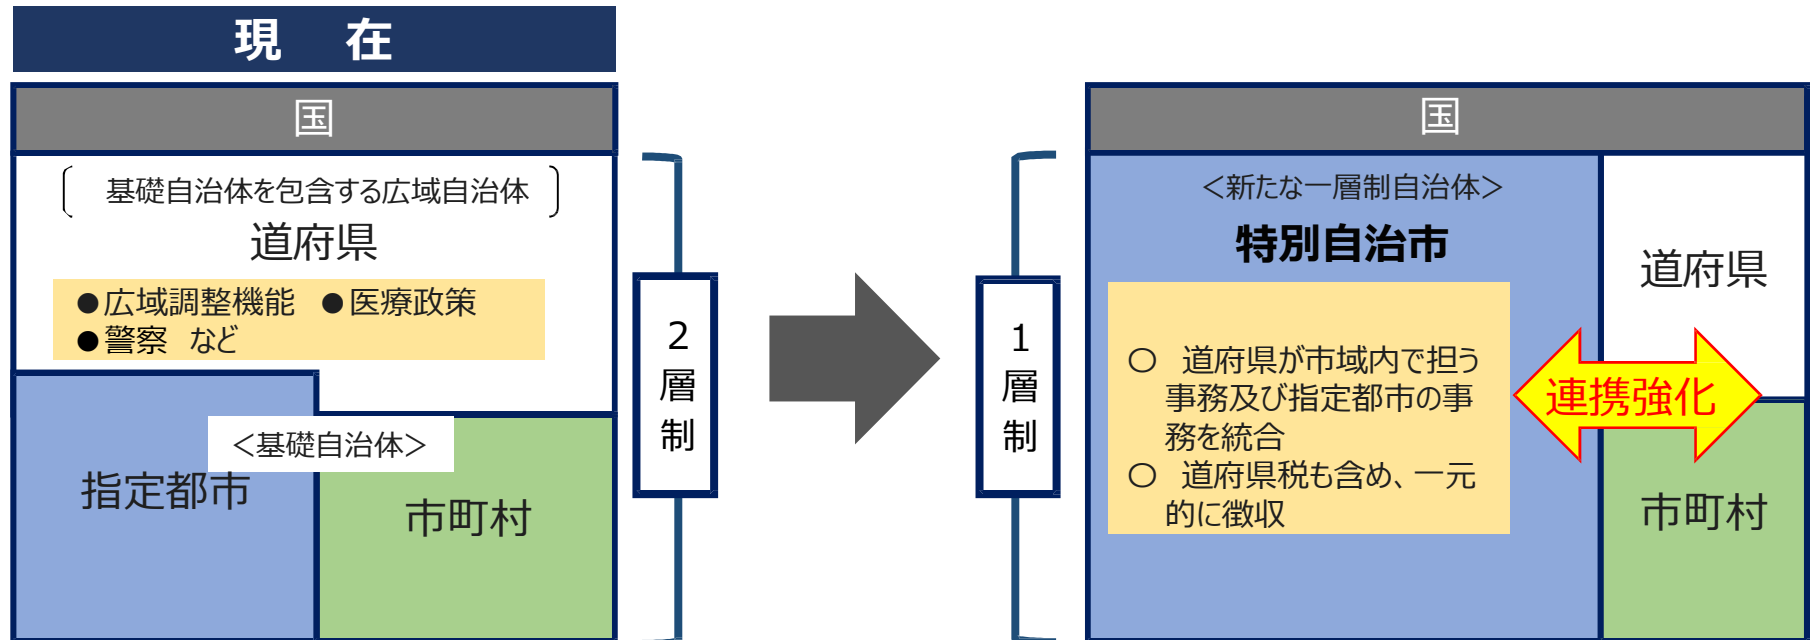 現 在
国
基礎自治体を包含する広域自治体
道府県
●広域調整機能 ●医療政策
●警察 など
<基礎自治体>
指定都市
市町村
2層制
国
<新たな一層制自治体>
特別自治市
○ 道府県が市域内で担う
事務及び指定都市の事
務を統合
○ 道府県税も含め、一元
的に徴収
1層制
道府県
連携強化
市町村